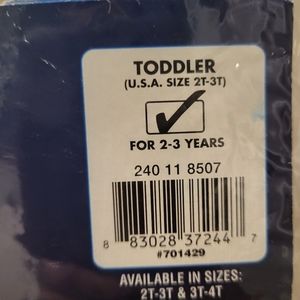 TODDLER
(U.S.A. SIZE 2T-3T)
FOR 2-3 YEARS
240 11 8507
8 83028 37244 7
#701429
AVAILABLE IN SIZES:
2T-3T & 3T-4T